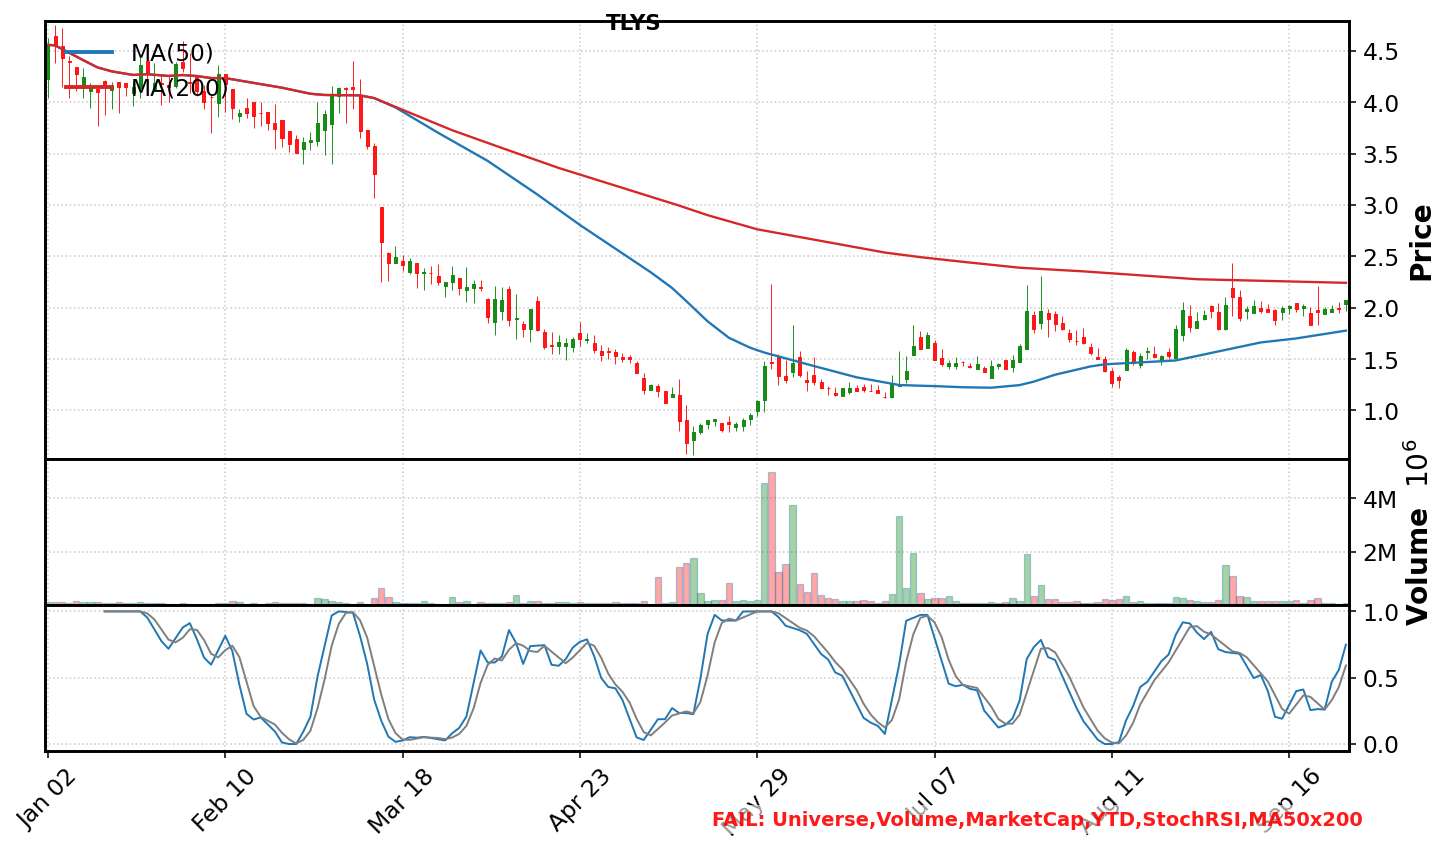 TLYS
MA(50)
MA(200)
4.5
4.0
3.5
3.0
2.5
2.0
1.5
1.0
Price
4M
2M
Volume 10^6
1.0
0.5
0.0
Jan 02
Feb 10
Mar 18
Apr 23
May 29
Jul 07
Aug 11
Sep 16
FAIL: Universe,Volume,MarketCap,YTD,StochRSI,MA50x200